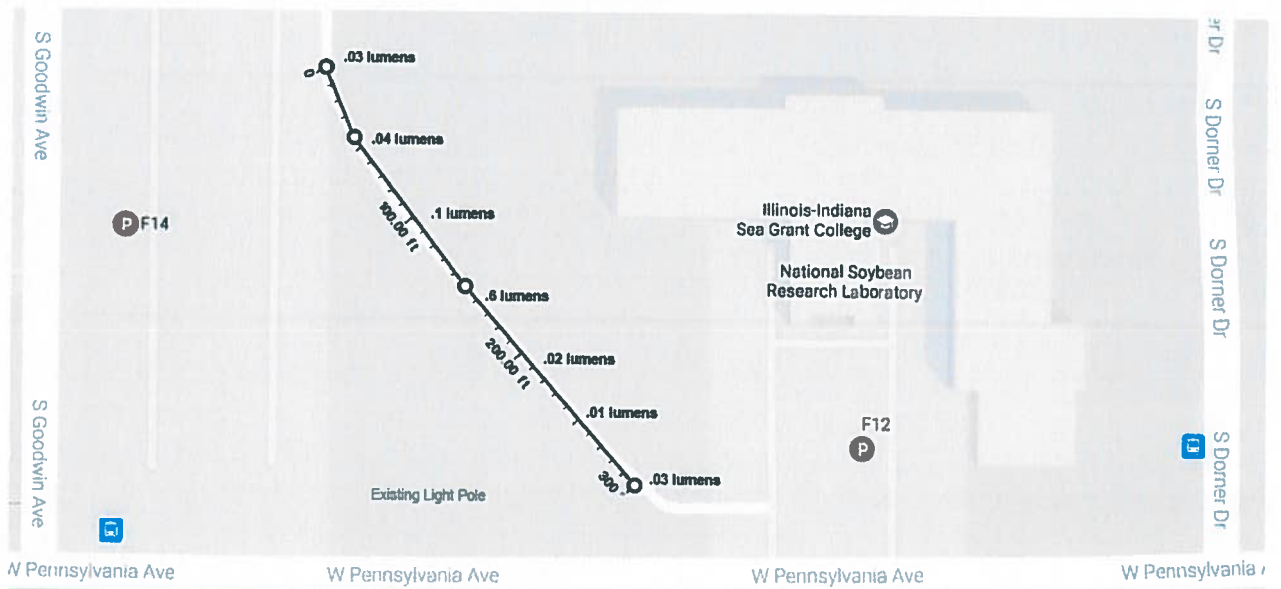 S Goodwin Ave
S Goodwin Ave
0
.03 lumens
.04 lumens
.1 lumens
100.00 ft
.6 lumens
200.00 ft
.02 lumens
.01 lumens
300
.03 lumens
P F14
Illinois-Indiana
Sea Grant College
National Soybean
Research Laboratory
F12
P
Existing Light Pole
er Dr
S Dorner Dr
S Dorner Dr
S Dorner Dr
W Pennsylvania Ave
W Pennsylvania Ave
W Pennsylvania Ave
W Pennsylvania